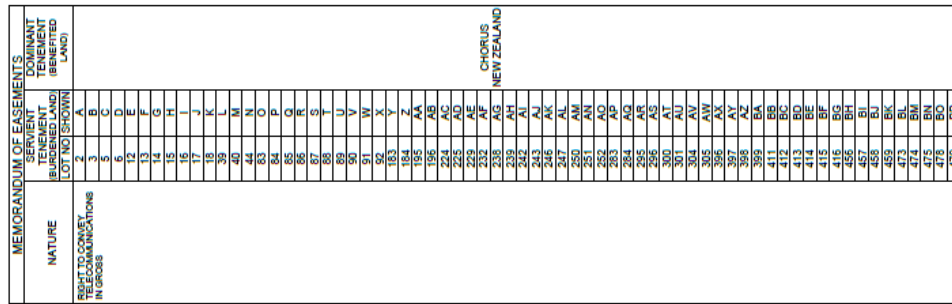 MEMORANDUM OF EASEMENTS
NATURE
SERVIENT
TENEMENT
(BURDENED LAND)
LOT NO SHOWN
DOMINANT
TENEMENT
(BENEFITED
LAND)
RIGHT TO CONVEY
TELECOMMUNICATIONS
IN GROSS
2 A
3 B
5 C
6 D
12 E
13 F
14 G
15 H
16 I
17 J
18 K
39 L
40 M
44 N
83 O
84 P
85 Q
86 R
87 S
88 T
89 U
90 V
91 W
92 X
183 Y
184 Z
195 AA
196 AB
224 AC
225 AD
229 AE
232 AF
238 AG
239 AH
242 AI
243 AJ
246 AK
247 AL
250 AM
251 AN
252 AO
283 AP
284 AQ
295 AR
296 AS
300 AT
301 AU
304 AV
305 AW
396 AX
397 AY
398 AZ
399 BA
411 BB
412 BC
413 BD
414 BE
415 BF
416 BG
456 BH
457 BI
458 BJ
459 BK
473 BL
474 BM
475 BN
478 BO
CHORUS
NEW ZEALAND